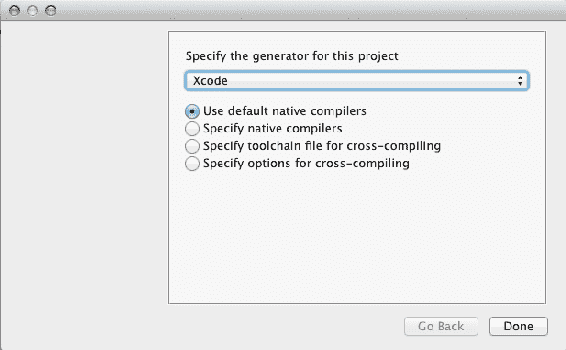 Specify the generator for this project
Xcode
Use default native compilers
Specify native compilers
Specify toolchain file for cross-compiling
Specify options for cross-compiling
Go Back
Done